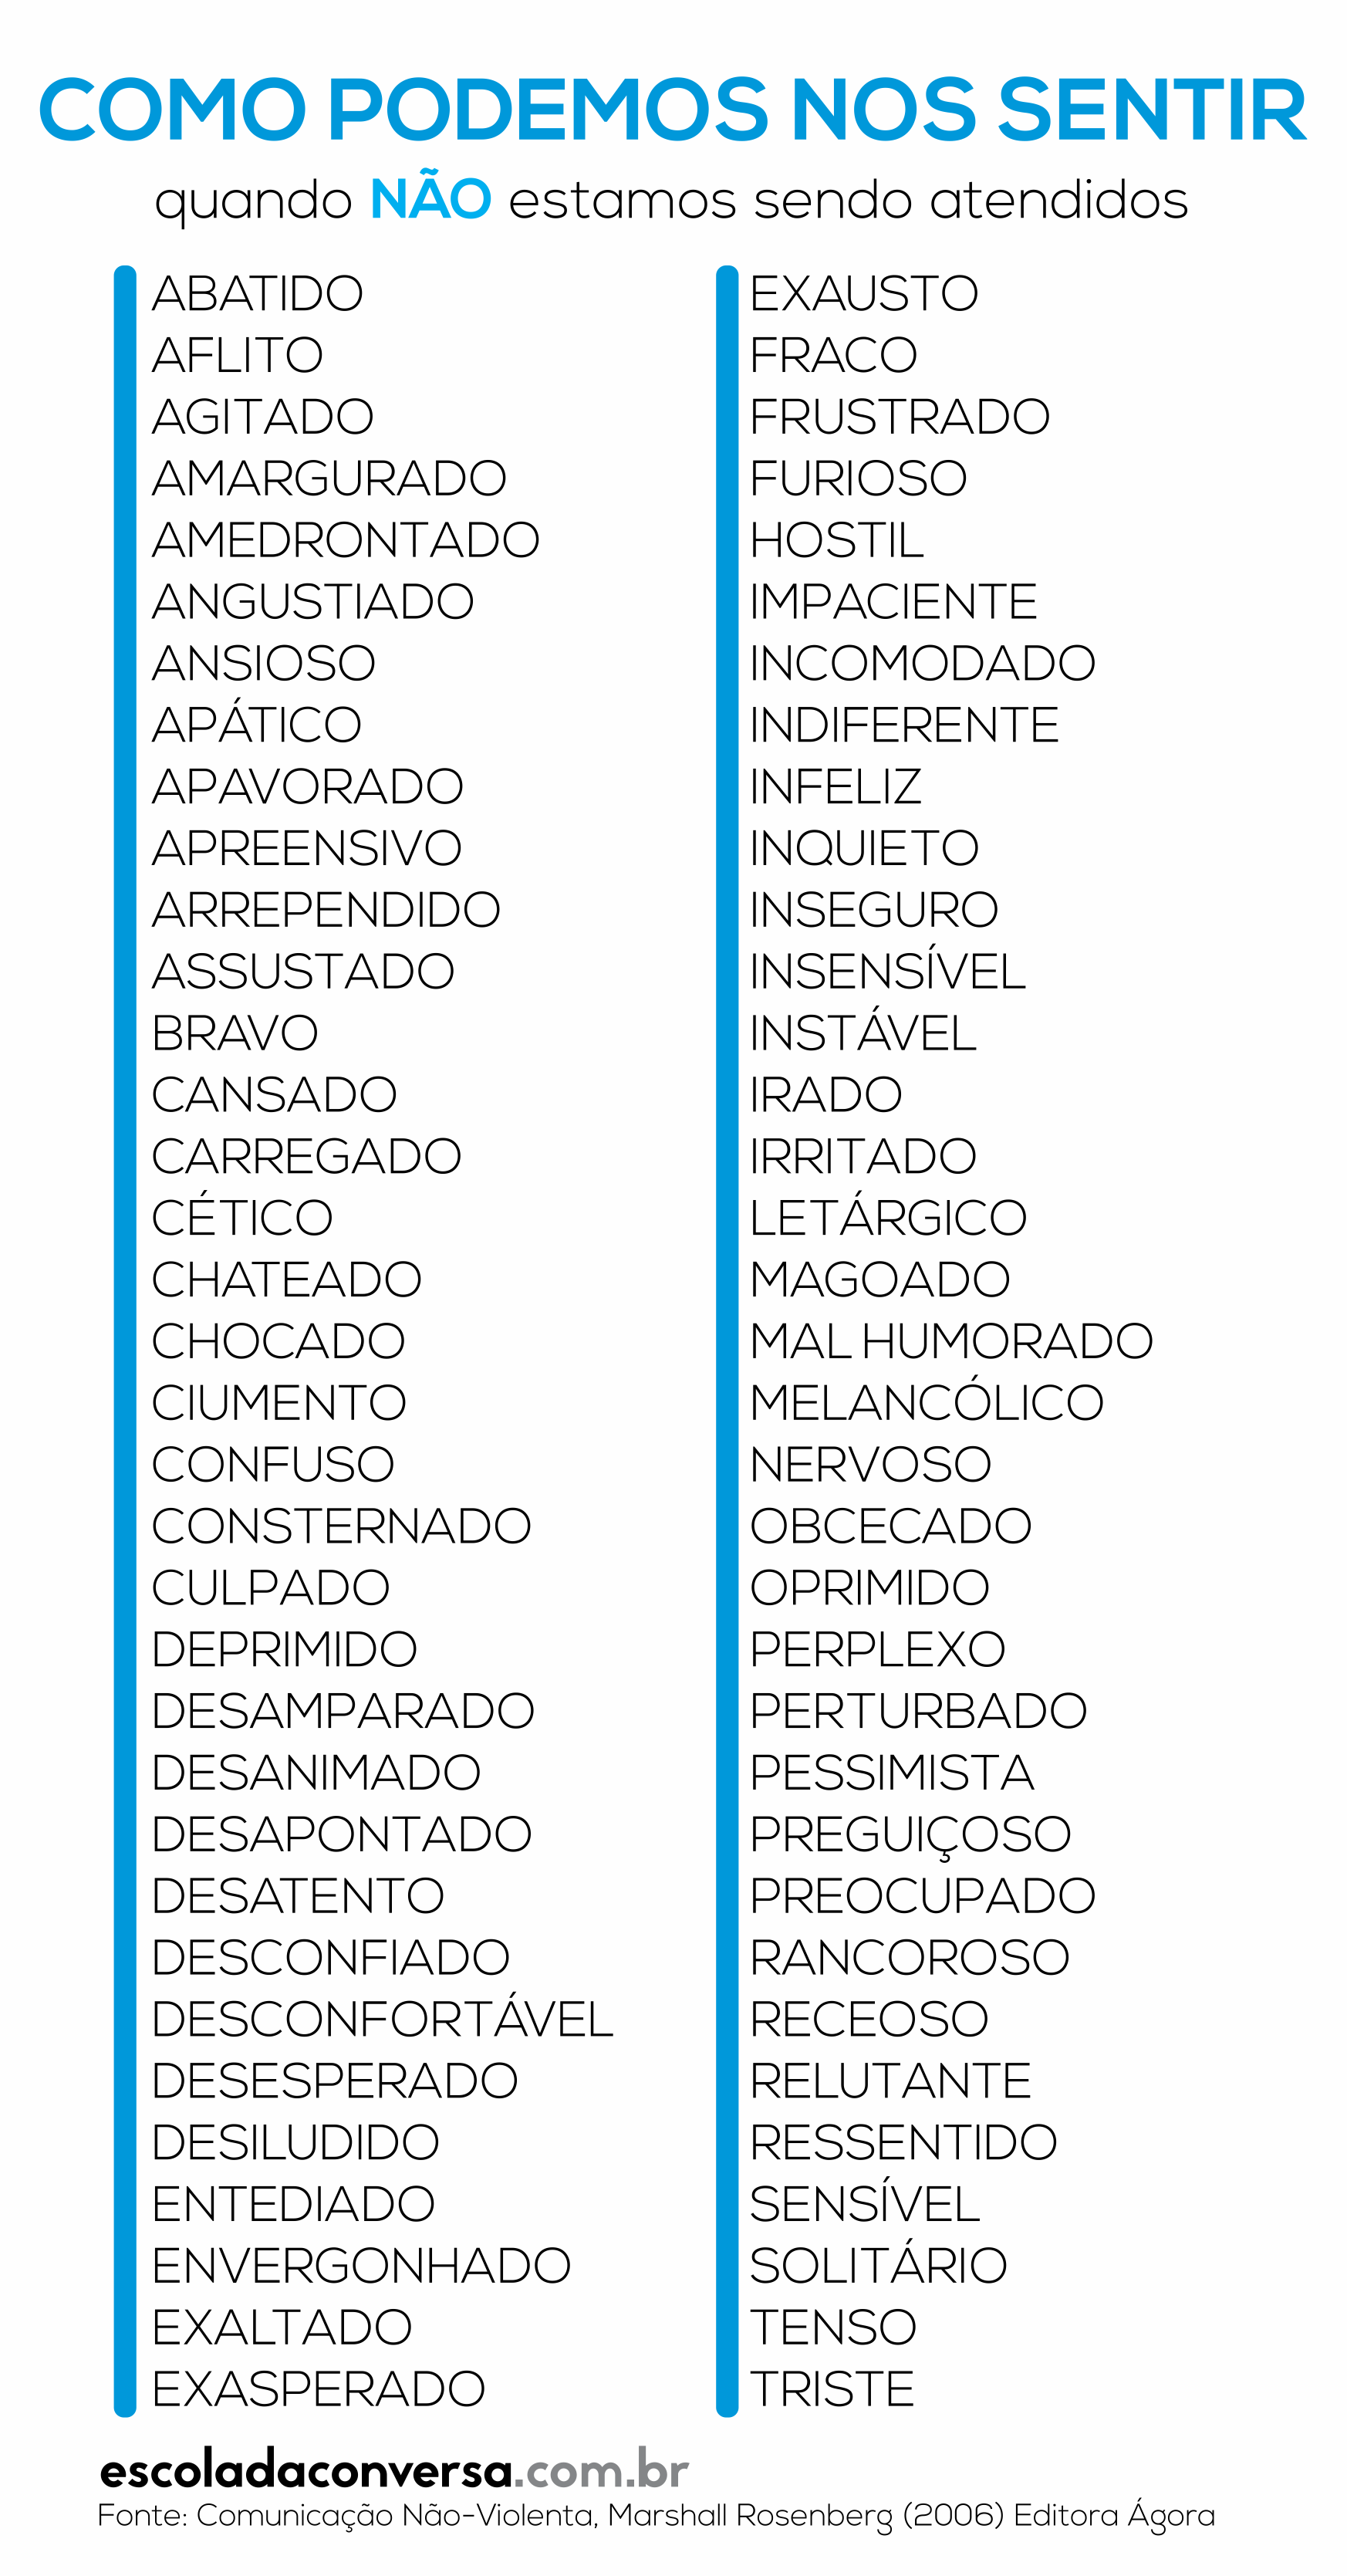 COMO PODEMOS NOS SENTIR
quando NÃO estamos sendo atendidos
ABATIDO
AFLITO
AGITADO
AMARGURADO
AMEDRONTADO
ANGUSTIADO
ANSIOSO
APÁTICO
APAVORADO
APREENSIVO
ARREPENDIDO
ASSUSTADO
BRAVO
CANSADO
CARREGADO
CÉTICO
CHATEADO
CHOCADO
CIUMENTO
CONFUSO
CONSTERNADO
CULPADO
DEPRIMIDO
DESAMPARADO
DESANIMADO
DESAPONTADO
DESATENTO
DESCONFIADO
DESCONFORTÁVEL
DESESPERADO
DESILUDIDO
ENTEDIADO
ENVERGONHADO
EXALTADO
EXASPERADO
EXAUSTO
FRACO
FRUSTRADO
FURIOSO
HOSTIL
IMPACIENTE
INCOMODADO
INDIFERENTE
INFELIZ
INQUIETO
INSEGURO
INSENSÍVEL
INSTÁVEL
IRADO
IRRITADO
LETÁRGICO
MAGOADO
MAL HUMORADO
MELANCÓLICO
NERVOSO
OBCECADO
OPRIMIDO
PERPLEXO
PERTURBADO
PESSIMISTA
PREGUIÇOSO
PREOCUPADO
RANCOROSO
RECEOSO
RELUTANTE
RESSENTIDO
SENSÍVEL
SOLITÁRIO
TENSO
TRISTE
escoladaconversa.com.br
Fonte: Comunicação Não-Violenta, Marshall Rosenberg (2006) Editora Ágora